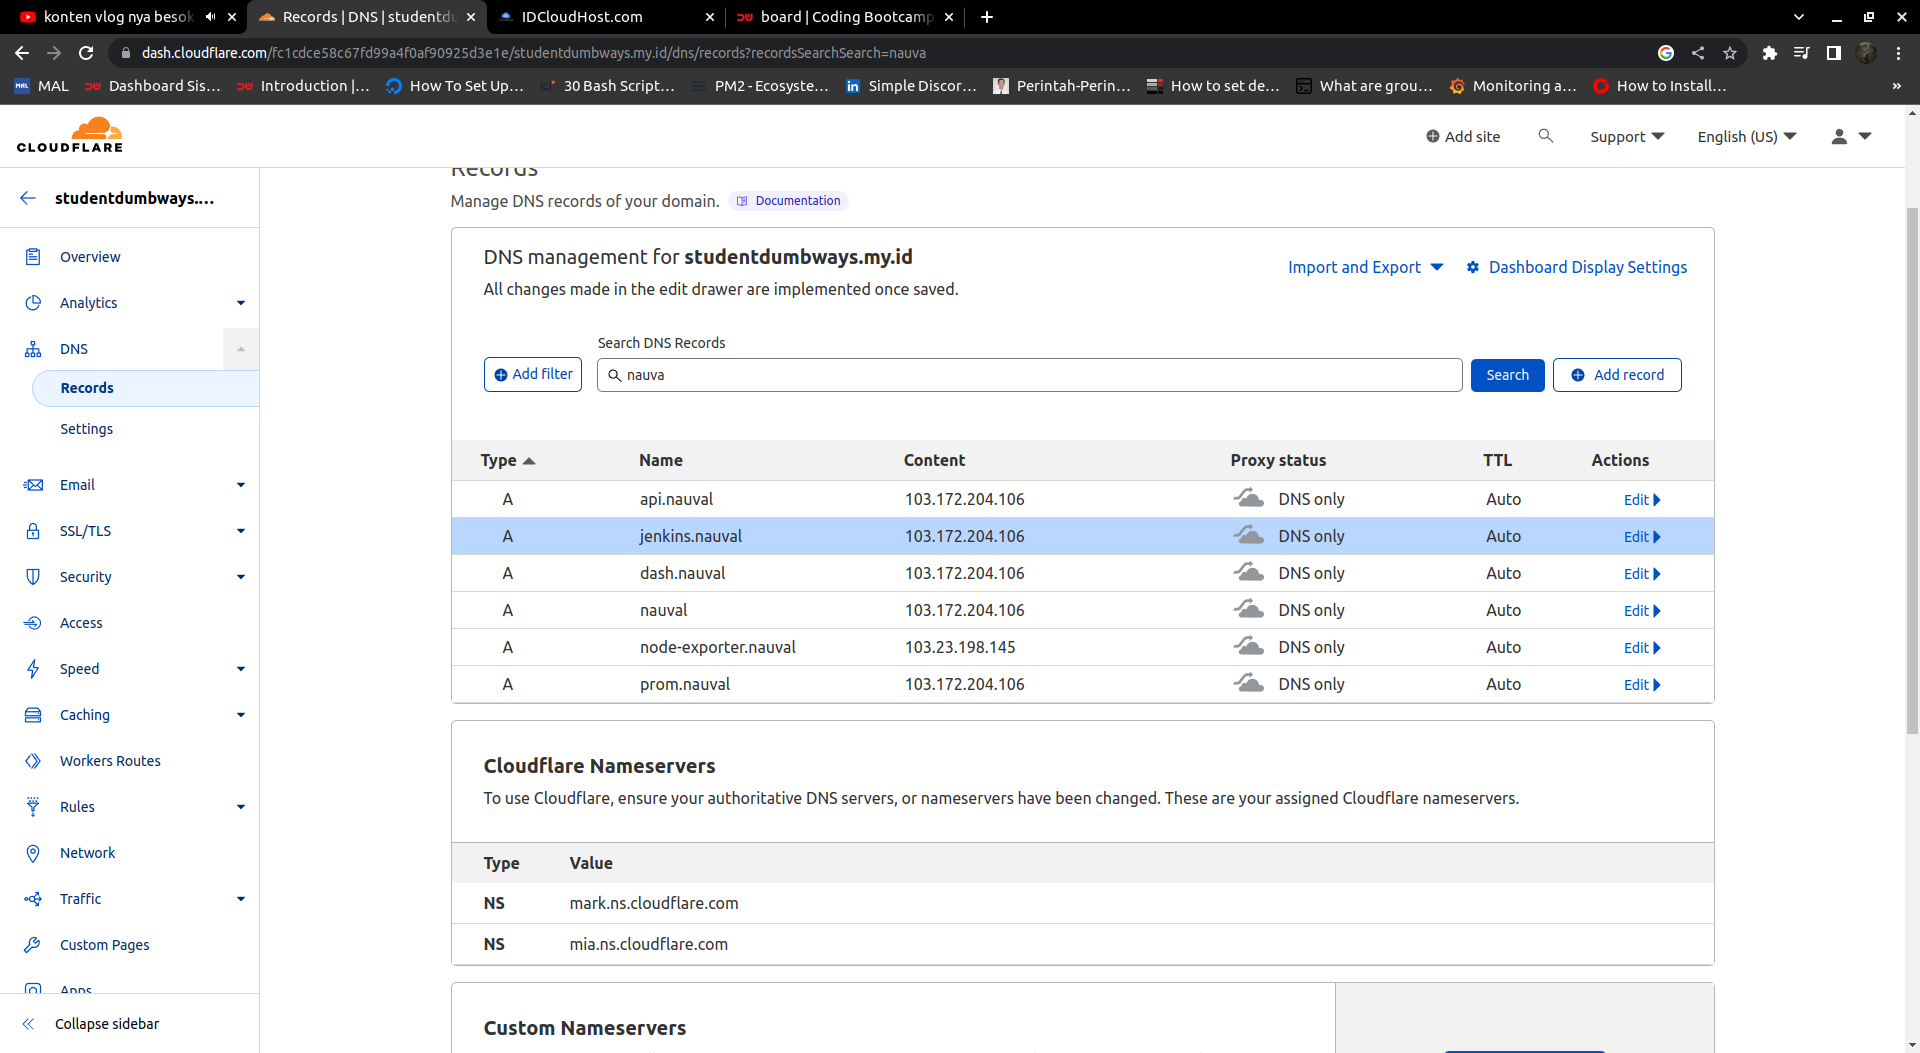 konten vlog nya besok
Records | DNS | studentdu
IDCloudHost.com
board | Coding Bootcamp
dash.cloudflare.com/fc1cdce58c67fd99a4f0af90925d3e1e/studentdumbways.my.id/dns/records?recordsSearchSearch=nauva
MAL MAL
Dashboard Sis...
Introduction |...
How To Set Up,...
30 Bash Script...
PM2 - Ecosyste...
Simple Discor...
Perintah-Perin...
How to set de...
What are grou...
Monitoring a...
How to Install...
»
CLOUDFLARE
Add site
Support
English (US)
studentdumbways....
Overview
Analytics
DNS
Records
Settings
Email
SSL/TLS
Security
Access
Speed
Caching
Workers Routes
Rules
Network
Traffic
Custom Pages
Apps
Collapse sidebar
Records
Manage DNS records of your domain. Documentation
DNS management for studentdumbways.my.id
All changes made in the edit drawer are implemented once saved.
Import and Export
Dashboard Display Settings
Search DNS Records
Add filter
nauva
Search
Add record
Type Name Content Proxy status TTL Actions
A api.nauval 103.172.204.106 DNS only Auto Edit
A jenkins.nauval 103.172.204.106 DNS only Auto Edit
A dash.nauval 103.172.204.106 DNS only Auto Edit
A nauval 103.172.204.106 DNS only Auto Edit
A node-exporter.nauval 103.23.198.145 DNS only Auto Edit
A prom.nauval 103.172.204.106 DNS only Auto Edit
Cloudflare Nameservers
To use Cloudflare, ensure your authoritative DNS servers, or nameservers have been changed. These are your assigned Cloudflare nameservers.
Type Value
NS mark.ns.cloudflare.com
NS mia.ns.cloudflare.com
Custom Nameservers